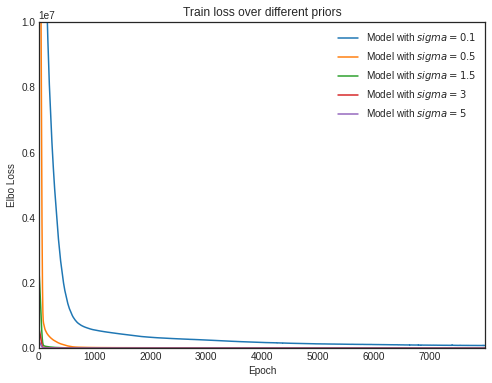 Train loss over different priors
1e7
1.0
0.8
0.6
0.4
0.2
0.0
Elbo Loss
Model with sigma = 0.1
Model with sigma = 0.5
Model with sigma = 1.5
Model with sigma = 3
Model with sigma = 5
0 1000 2000 3000 4000 5000 6000 7000
Epoch